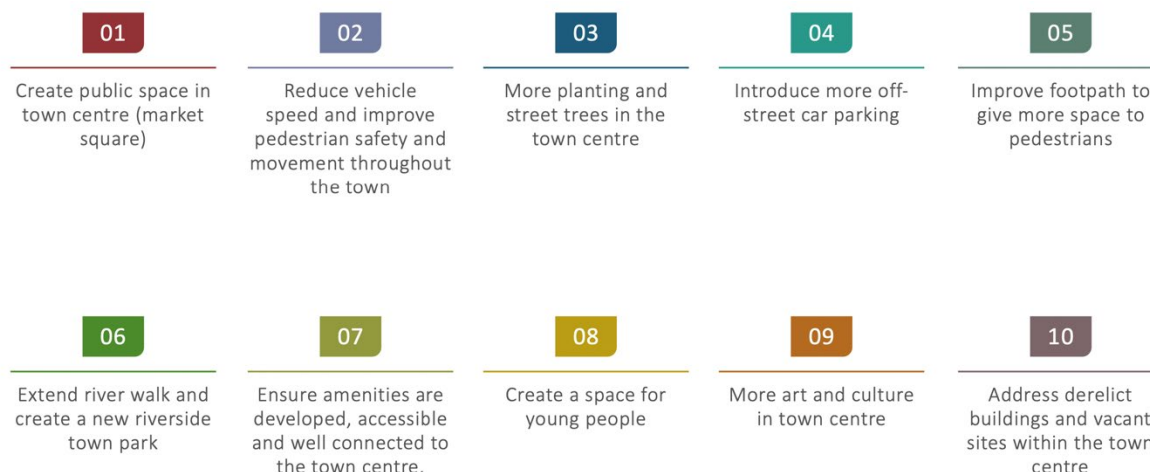 01
Create public space in
town centre (market
square)
02
Reduce vehicle
speed and improve
pedestrian safety and
movement throughout
the town
03
More planting and
street trees in the
town centre
04
Introduce more off-
street car parking
05
Improve footpath to
give more space to
pedestrians
06
Extend river walk and
create a new riverside
town park
07
Ensure amenities are
developed, accessible
and well connected to
the town centre.
08
Create a space for
young people
09
More art and culture
in town centre
10
Address derelict
buildings and vacant
sites within the town
centre